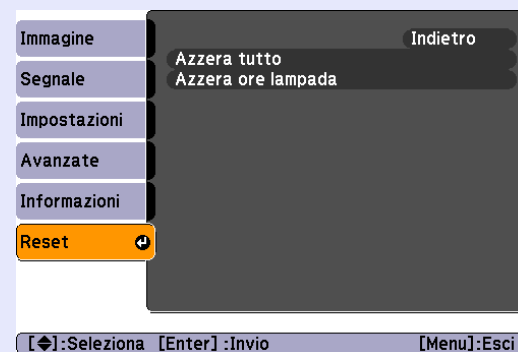 Immagine
Segnale
Impostazioni
Avanzate
Informazioni
Reset
Indietro
Azzera tutto
Azzera ore lampada
[◆]:Seleziona [Enter] :Invio [Menu]:Esci